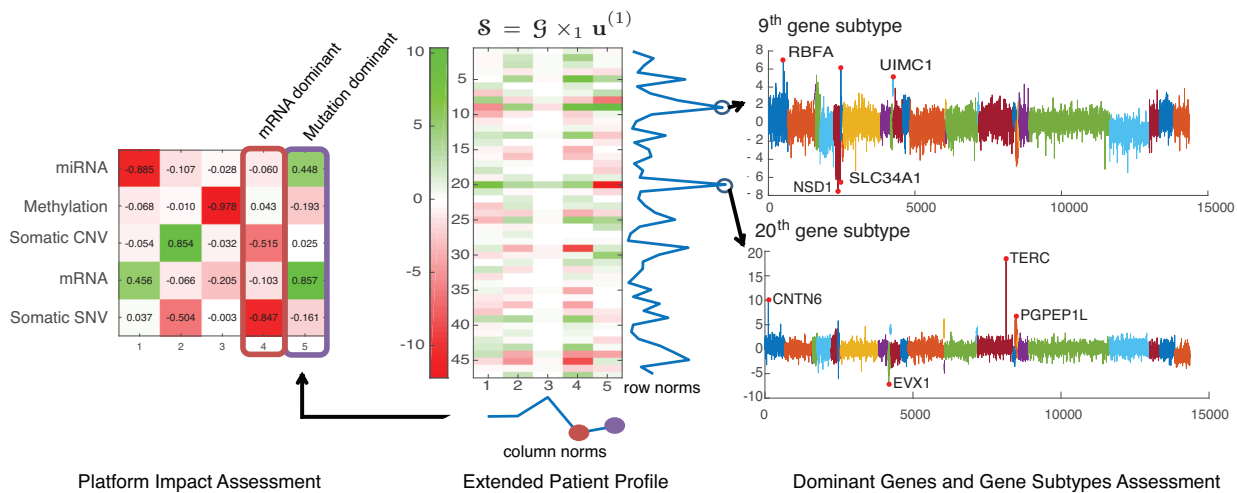 mRNA dominant
Mutation dominant
miRNA
Methylation
Somatic CNV
mRNA
Somatic SNV
-0.885 -0.107 -0.028 -0.060 0.448
-0.068 -0.010 -0.978 0.043 -0.193
-0.054 0.854 -0.032 -0.515 0.025
0.456 -0.066 -0.205 -0.103 0.857
0.037 -0.504 -0.003 -0.847 -0.161
1 2 3 4 5
Platform Impact Assessment
𝓢 = 𝓖 ×₁ 𝐮⁽¹⁾
10
5
0
-5
-10
5
10
15
20
25
30
35
40
45
1 2 3 4 5
row norms
column norms
Extended Patient Profile
9th gene subtype
8
6
4
2
0
2
4
6
8
RBFA
UIMC1
NSD1
SLC34A1
0 5000 10000 15000
20th gene subtype
20
15
10
5
0
-5
-10
CNTN6
TERC
PGPEP1L
EVX1
0 5000 10000 15000
Dominant Genes and Gene Subtypes Assessment